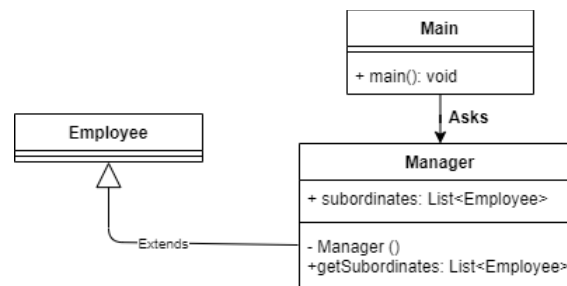 Main
+ main(): void
Asks
Employee
Manager
+ subordinates: List<Employee>
Extends
- Manager ()
+getSubordinates: List<Employee>